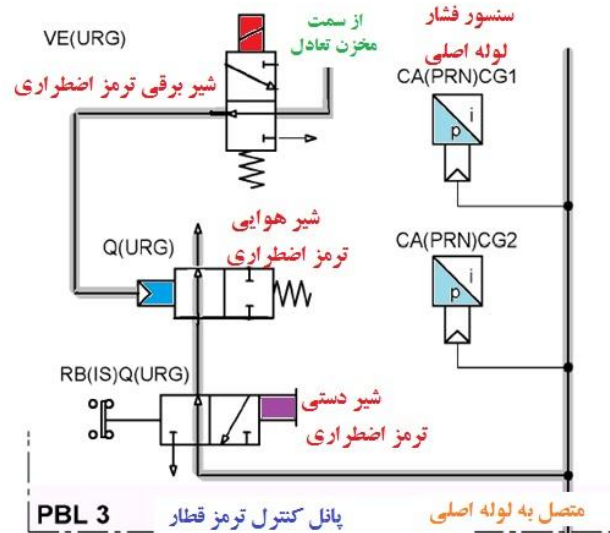 از سمت
مخزن تعادل
سنسور فشار
لوله اصلی
VE(URG)
CA(PRN)CG1
i
p
شیر برقی ترمز اضطراری
شیر هوایی
ترمز اضطراری
Q(URG)
CA(PRN)CG2
i
p
RB(IS)Q(URG)
شیر دستی
ترمز اضطراری
PBL 3
پانل کنترل ترمز قطار
متصل به لوله اصلی